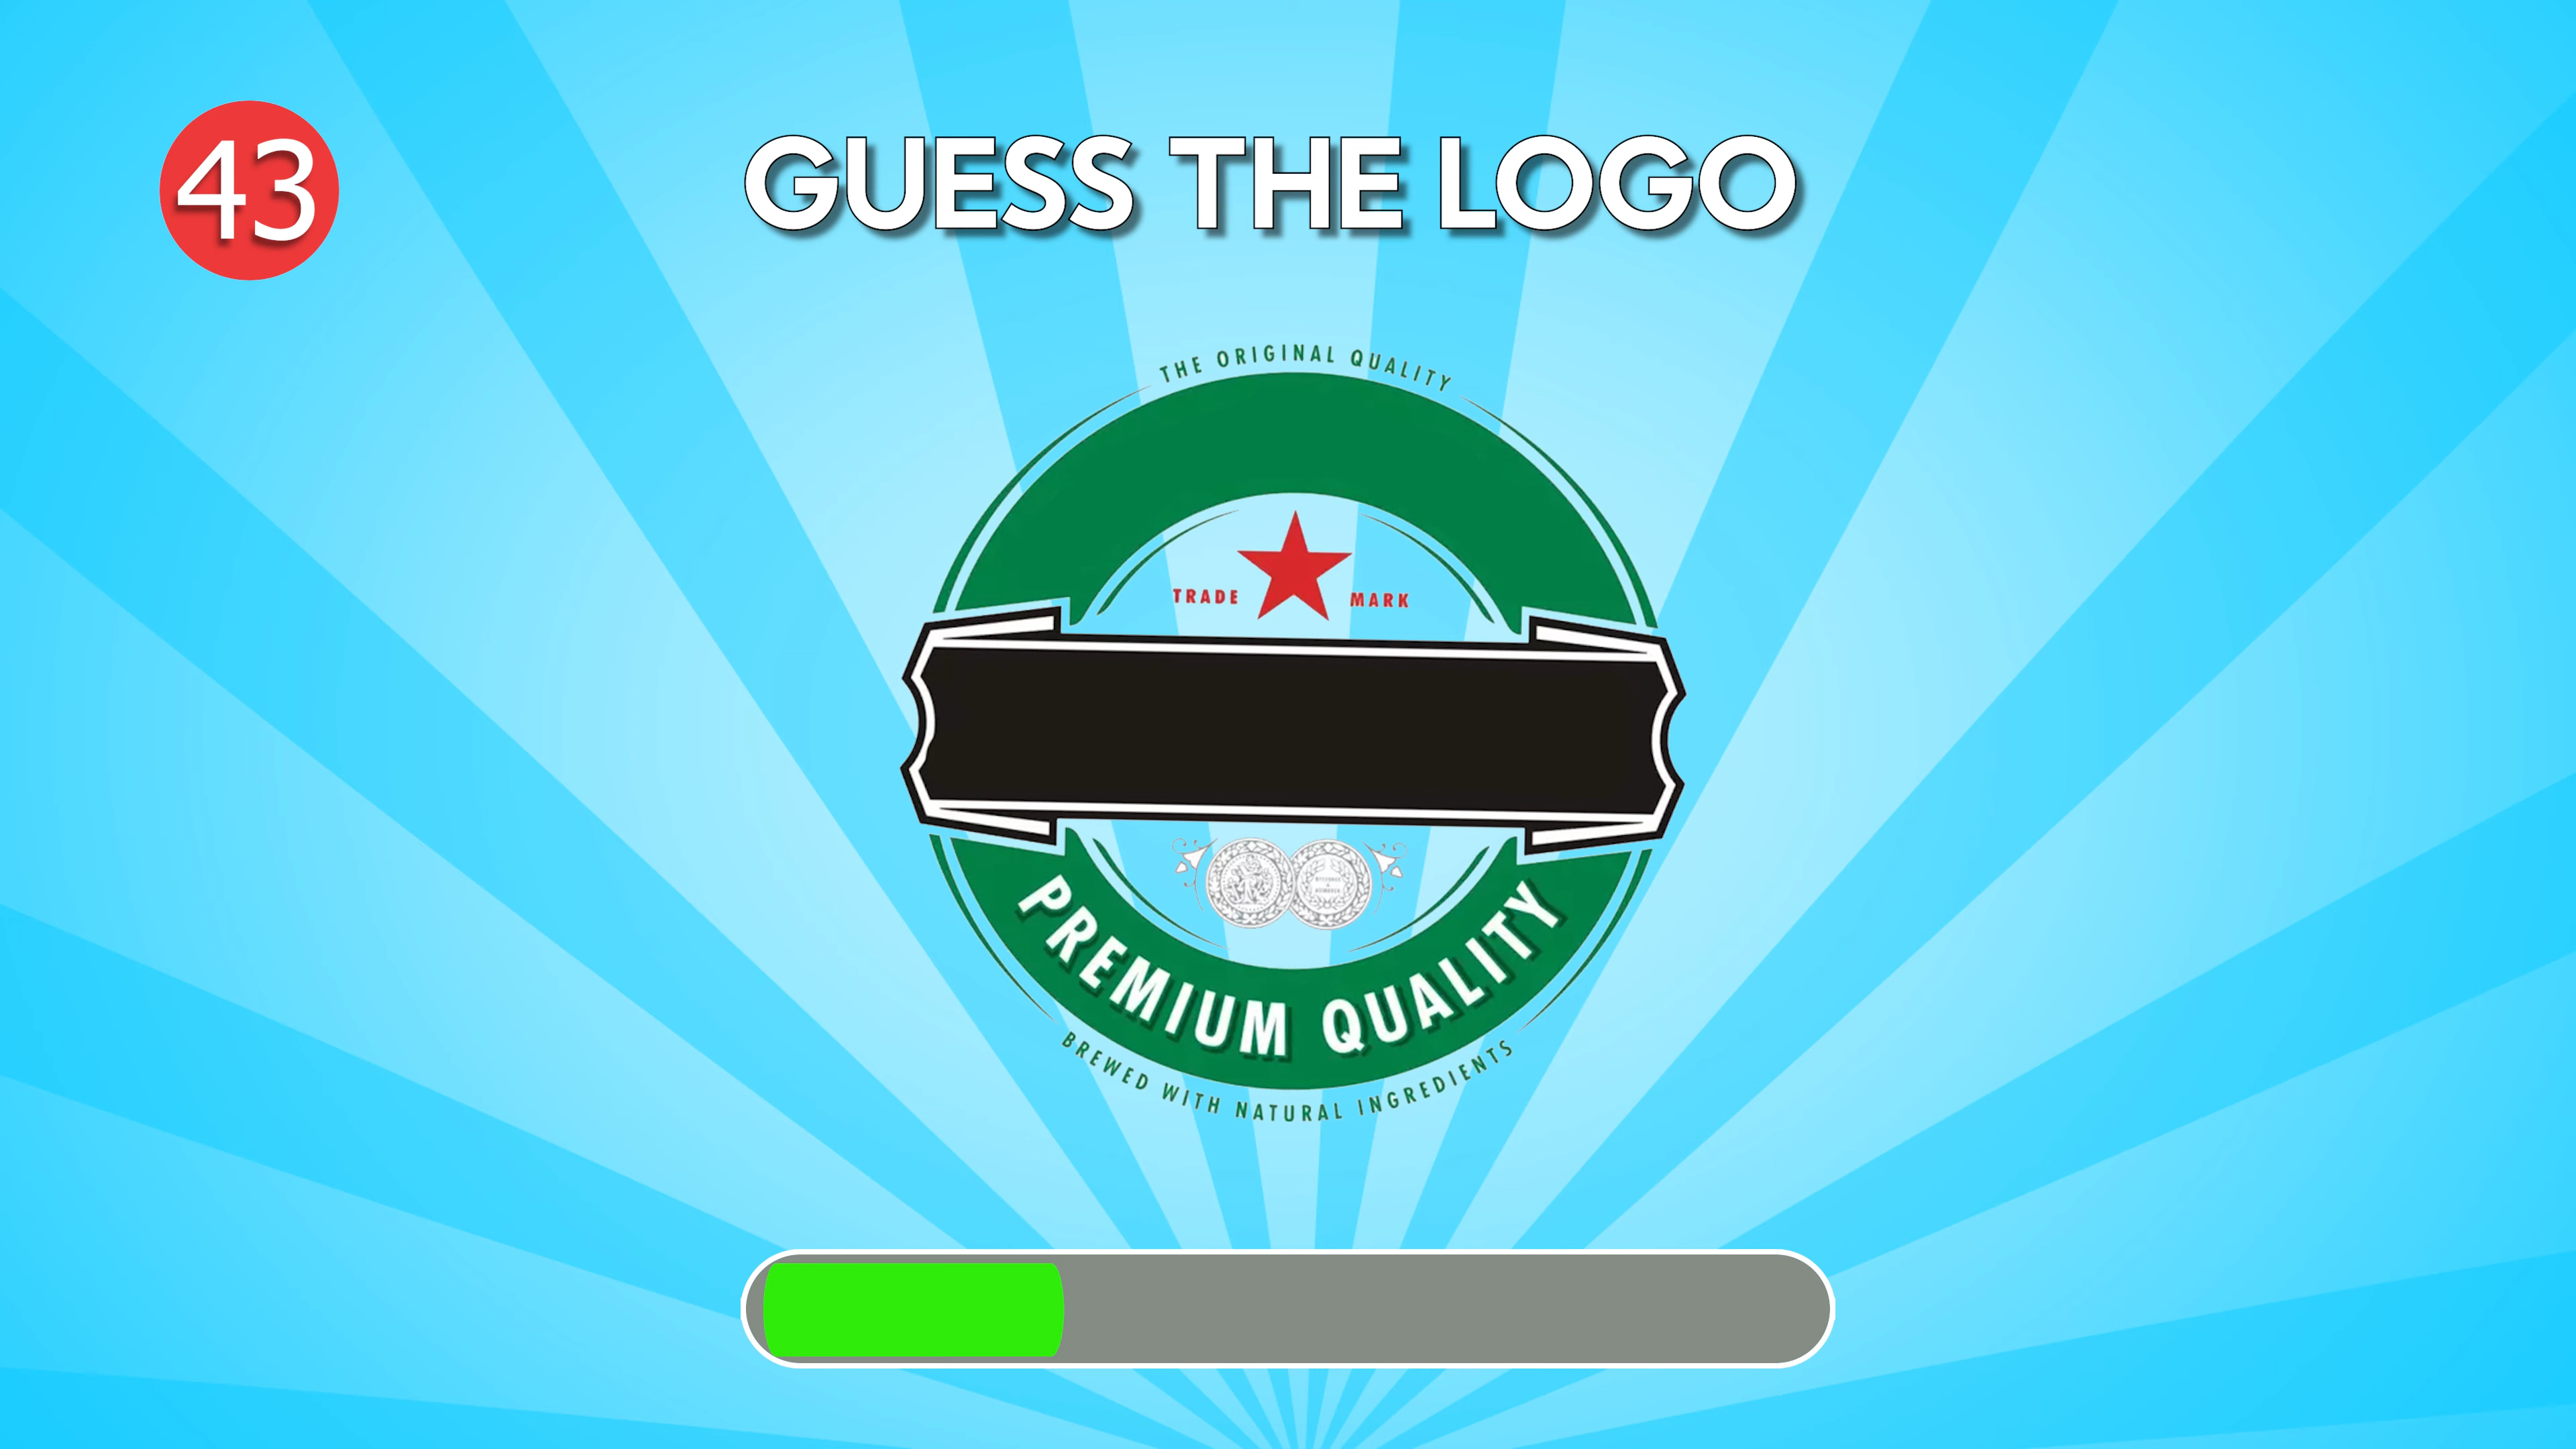 43
GUESS THE LOGO
THE ORIGINAL QUALITY
TRADE MARK
PREMIUM QUALITY
BREWED WITH NATURAL INGREDIENTS